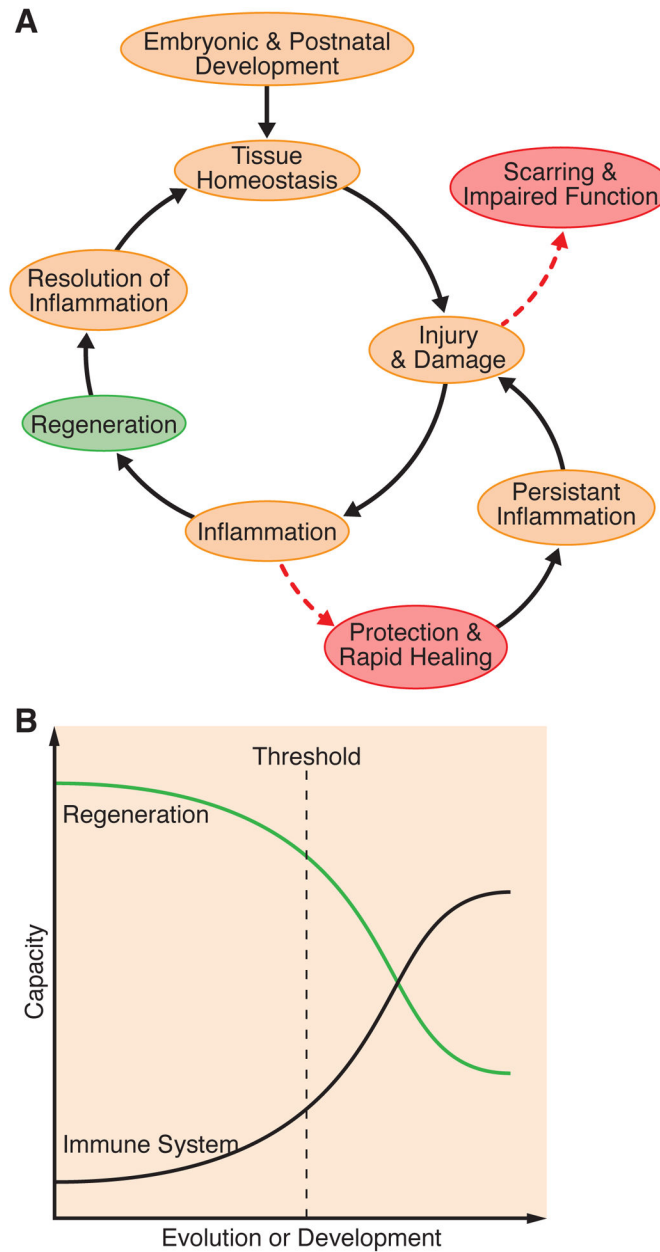 A
Embryonic & Postnatal
Development
Tissue
Homeostasis
Scarring &
Impaired Function
Resolution of
Inflammation
Injury
& Damage
Regeneration
Persistant
Inflammation
Inflammation
Protection &
Rapid Healing
B
Threshold
Regeneration
Capacity
Immune System
Evolution or Development